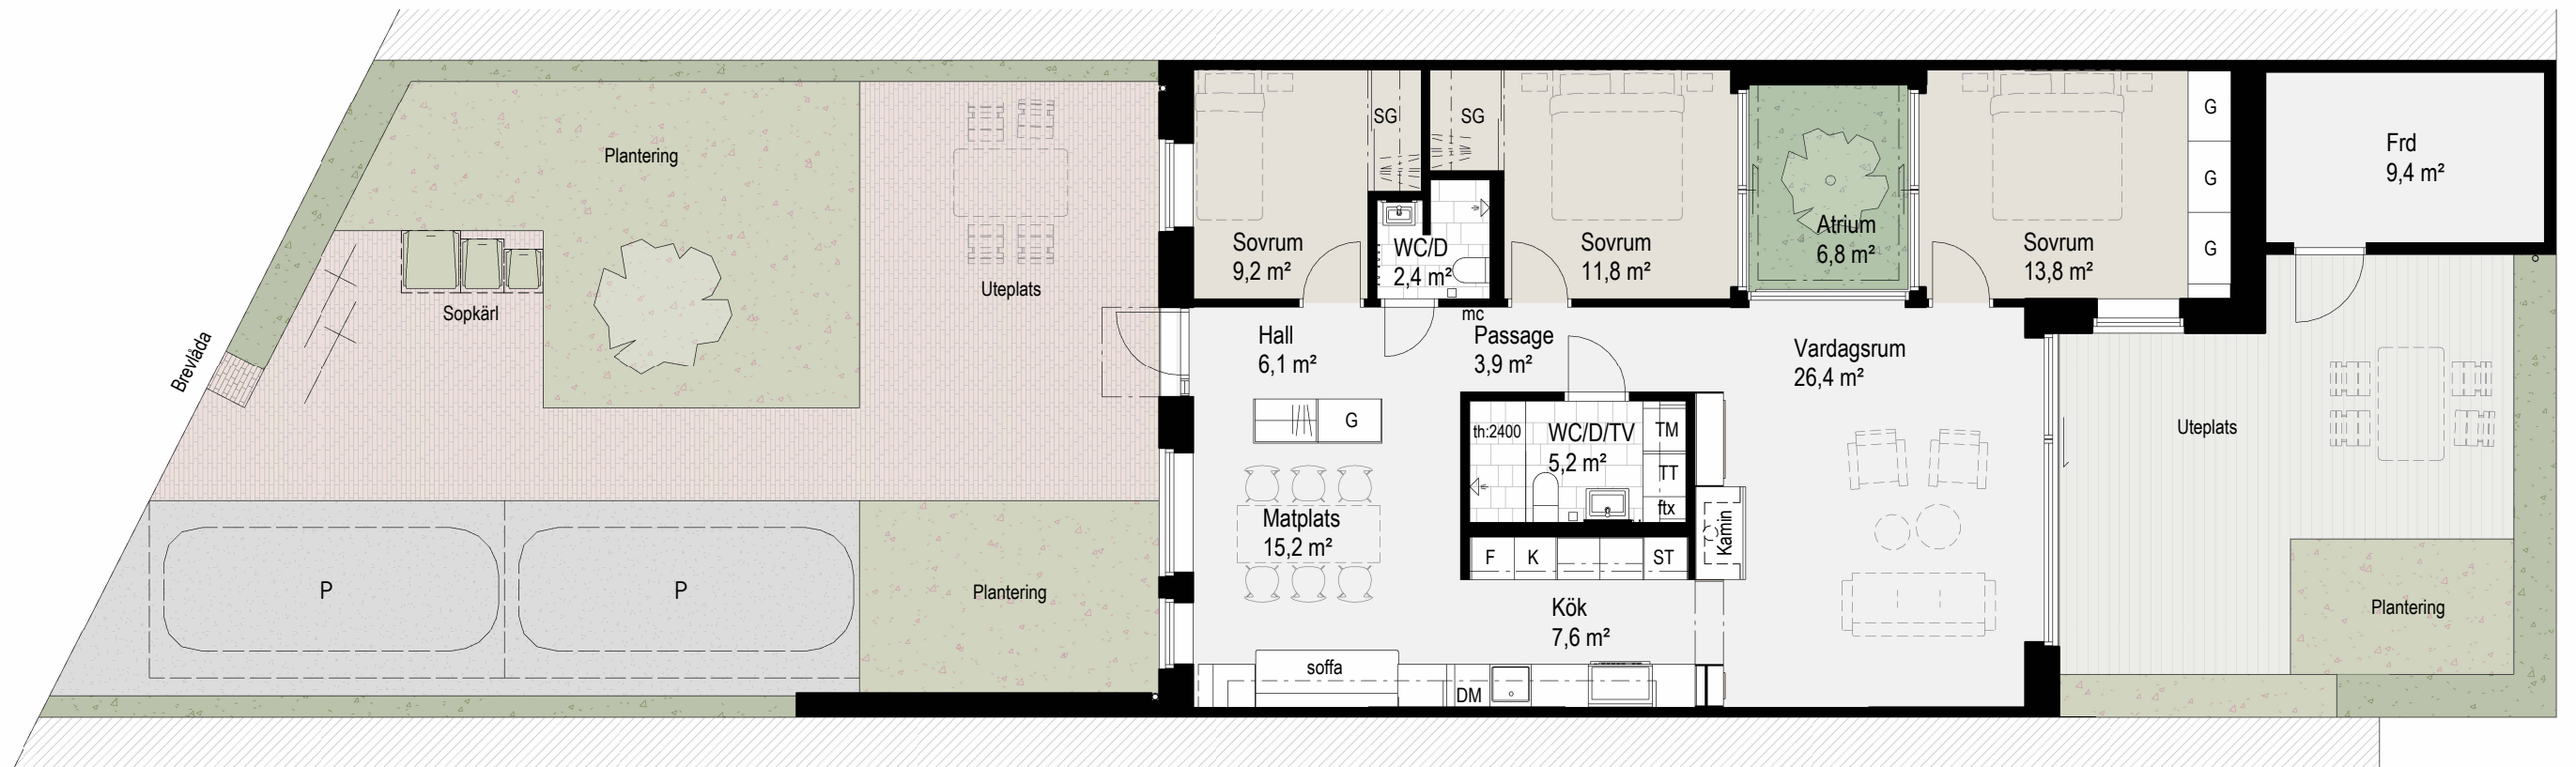 Plantering
Sopkärl
Brevlåda
Uteplats
P
P
Plantering
SG
SG
Sovrum
9,2 m²
WC/D
2,4 m²
Sovrum
11,8 m²
Atrium
6,8 m²
Sovrum
13,8 m²
G
G
G
Frd
9,4 m²
mc
Hall
6,1 m²
Passage
3,9 m²
Vardagsrum
26,4 m²
G
th:2400
WC/D/TV
5,2 m²
TM
TT
ftx
Kamin
Matplats
15,2 m²
F
K
ST
Kök
7,6 m²
soffa
DM
Uteplats
Plantering